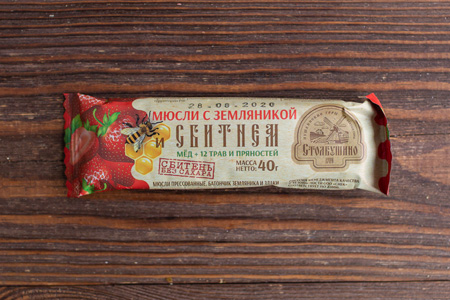 28.08.2020
МЮСЛИ С ЗЕМЛЯНИКОЙ
И СБИТНЕМ
МЁД + 12 ТРАВ И ПРЯНОСТЕЙ
СБИТЕНЬ
БЕЗ САХАРА
МАССА
НЕТТО: 40г
МЮСЛИ ПРЕССОВАННЫЕ. БАТОНЧИК ЗЕМЛЯНИКА И ЗЛАКИ
СТОЛБУШИНО